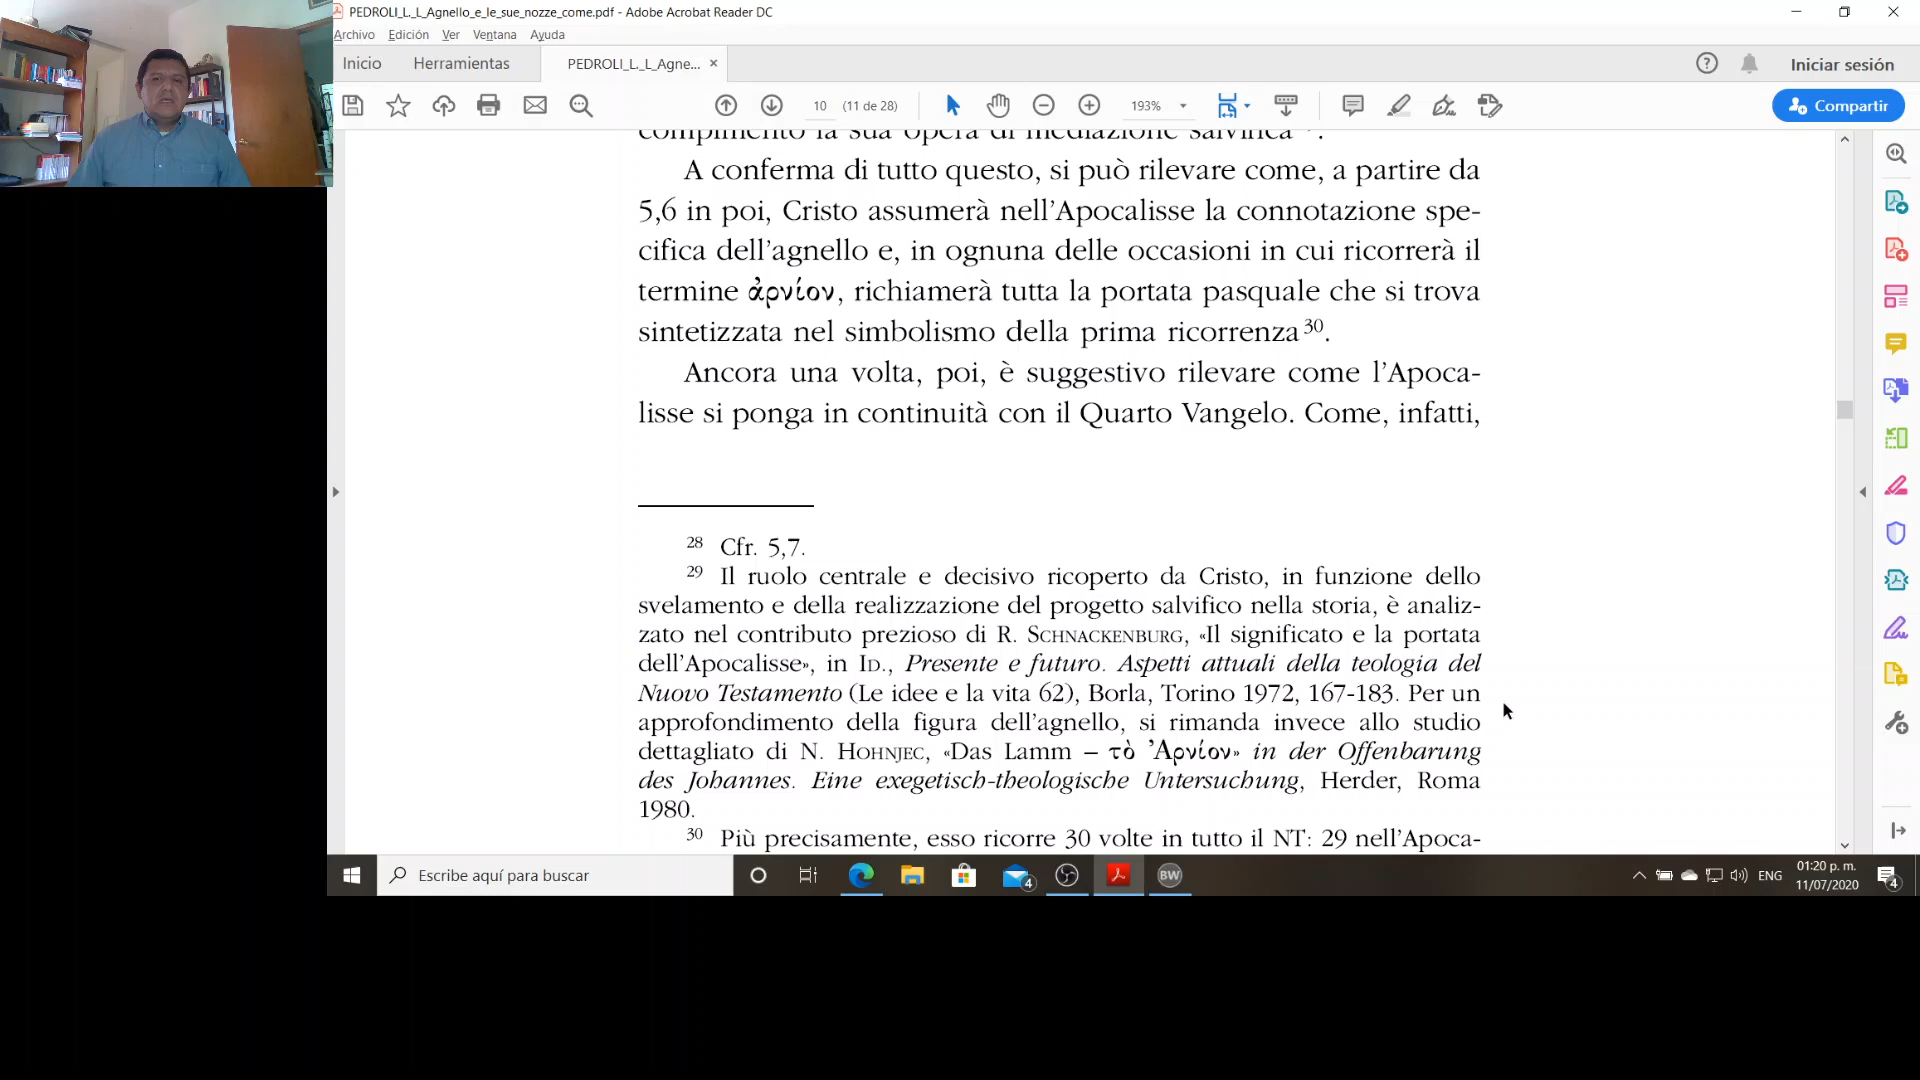 PEDROLI_L._L_Agnello_e_le_sue_nozze_come.pdf - Adobe Acrobat Reader DC
Archivo Edición Ver Ventana Ayuda
Inicio Herramientas PEDROLI_L._L_Agne... × Iniciar sesión
10 (11 de 28) 193% Compartir
compimento la sua opera di mediazione salvifica
A conferma di tutto questo, si può rilevare come, a partire da
5,6 in poi, Cristo assumerà nell’Apocalisse la connotazione spe-
cifica dell’agnello e, in ognuna delle occasioni in cui ricorrerà il
termine ἀρνίον, richiamerà tutta la portata pasquale che si trova
sintetizzata nel simbolismo della prima ricorrenza30.
Ancora una volta, poi, è suggestivo rilevare come l’Apoca-
lisse si ponga in continuità con il Quarto Vangelo. Come, infatti,
28 Cfr. 5,7.
29 Il ruolo centrale e decisivo ricoperto da Cristo, in funzione dello
svelamento e della realizzazione del progetto salvifico nella storia, è analiz-
zato nel contributo prezioso di R. SCHNACKENBURG, «Il significato e la portata
dell’Apocalisse», in ID., Presente e futuro. Aspetti attuali della teologia del
Nuovo Testamento (Le idee e la vita 62), Borla, Torino 1972, 167-183. Per un
approfondimento della figura dell’agnello, si rimanda invece allo studio
dettagliato di N. HOHNJEC, «Das Lamm – τὸ Ἀρνίον» in der Offenbarung
des Johannes. Eine exegetisch-theologische Untersuchung, Herder, Roma
1980.
30 Più precisamente, esso ricorre 30 volte in tutto il NT: 29 nell’Apoca-
Escribe aquí para buscar 4 BW ENG 01:20 p. m. 4
11/07/2020